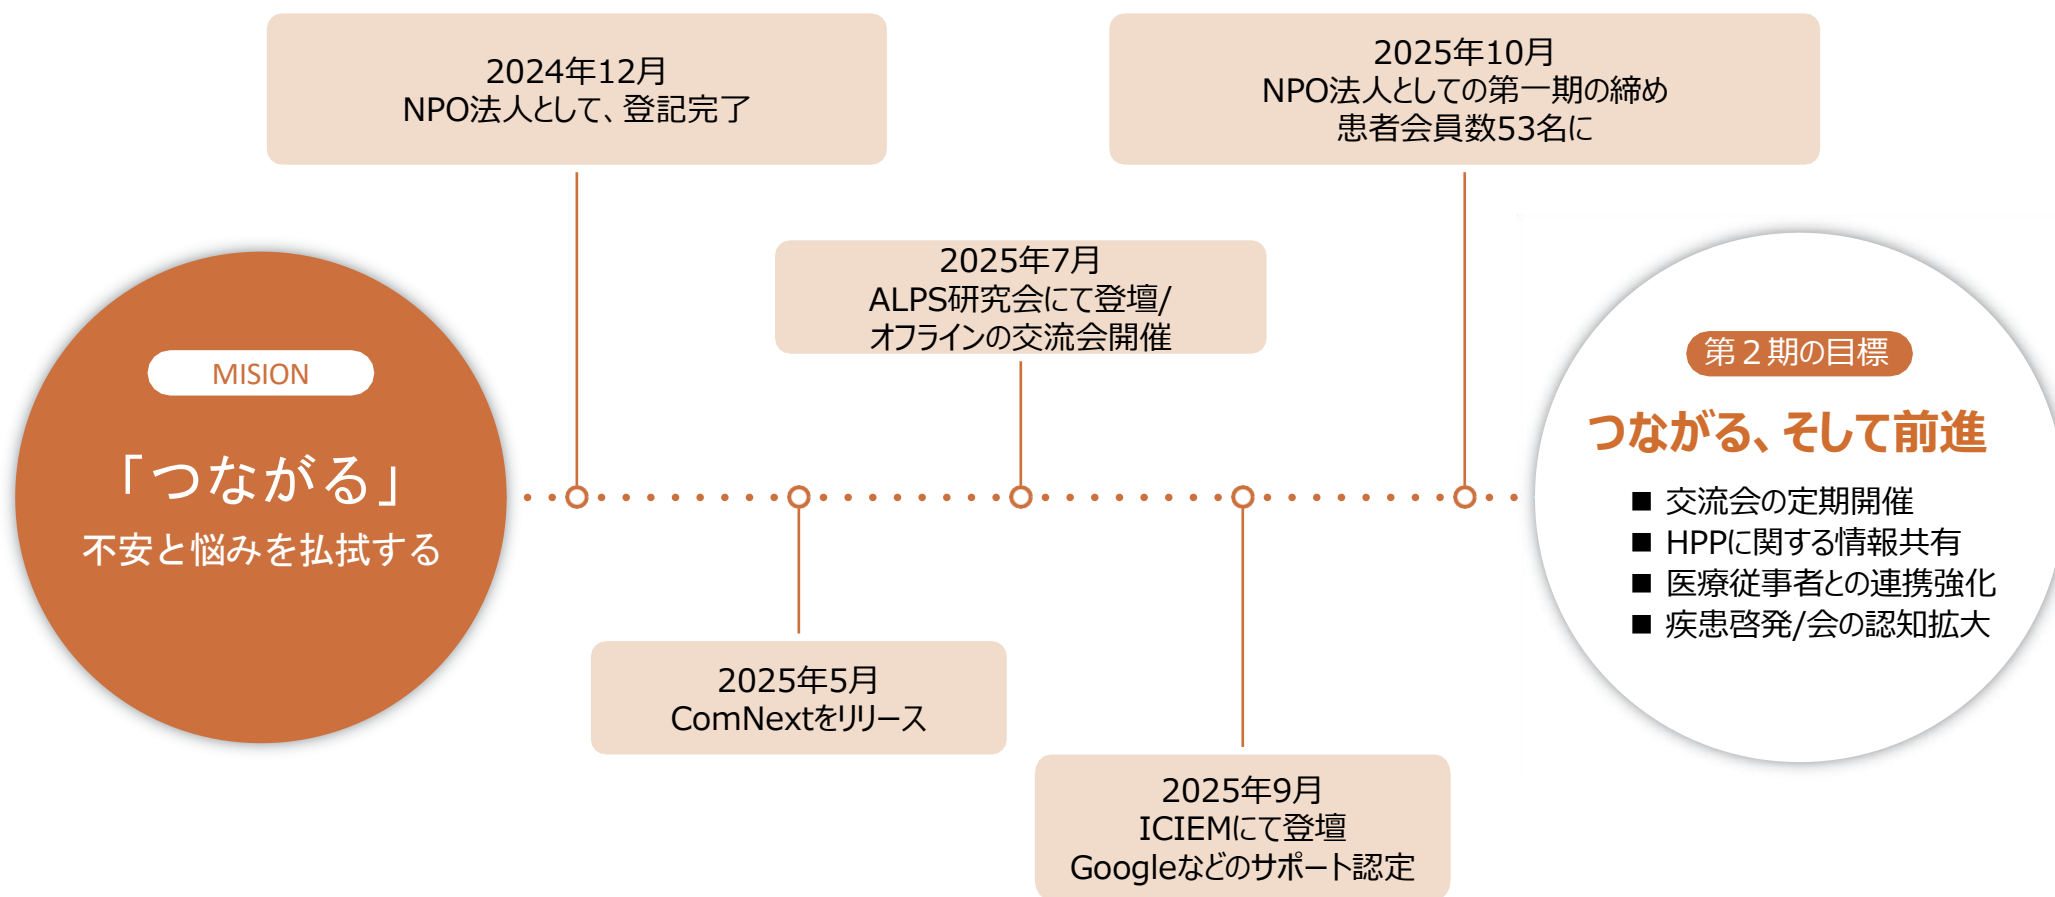 MISION
「つながる」
不安と悩みを払拭する
2024年12月
NPO法人として、登記完了
2025年5月
ComNextをリリース
2025年7月
ALPS研究会にて登壇/
オフラインの交流会開催
2025年9月
ICIEMにて登壇
Googleなどのサポート認定
2025年10月
NPO法人としての第一期の締め
患者会員数53名に
第２期の目標
つながる、そして前進
■ 交流会の定期開催
■ HPPに関する情報共有
■ 医療従事者との連携強化
■ 疾患啓発/会の認知拡大